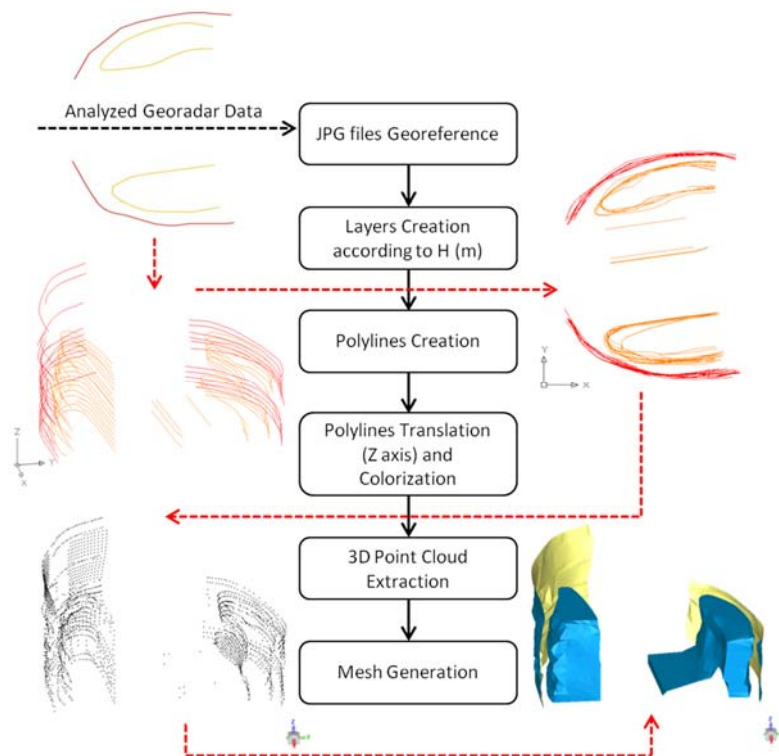 Analyzed Georadar Data
JPG files Georeference
Layers Creation
according to H (m)
Polylines Creation
Polylines Translation
(Z axis) and
Colorization
3D Point Cloud
Extraction
Mesh Generation
Y
X
Z
Y
X